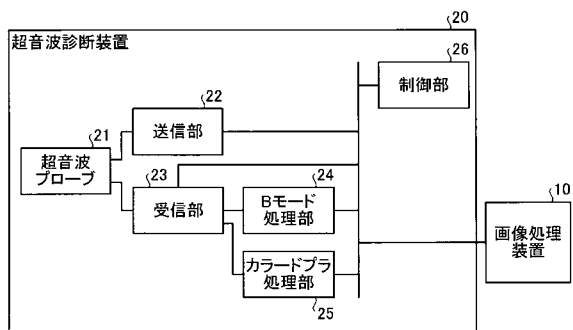 20
超音波診断装置
26
制御部
22
送信部
21
超音波
プローブ
23
受信部
24
Bモード
処理部
10
画像処理
装置
カラードプラ
処理部
25